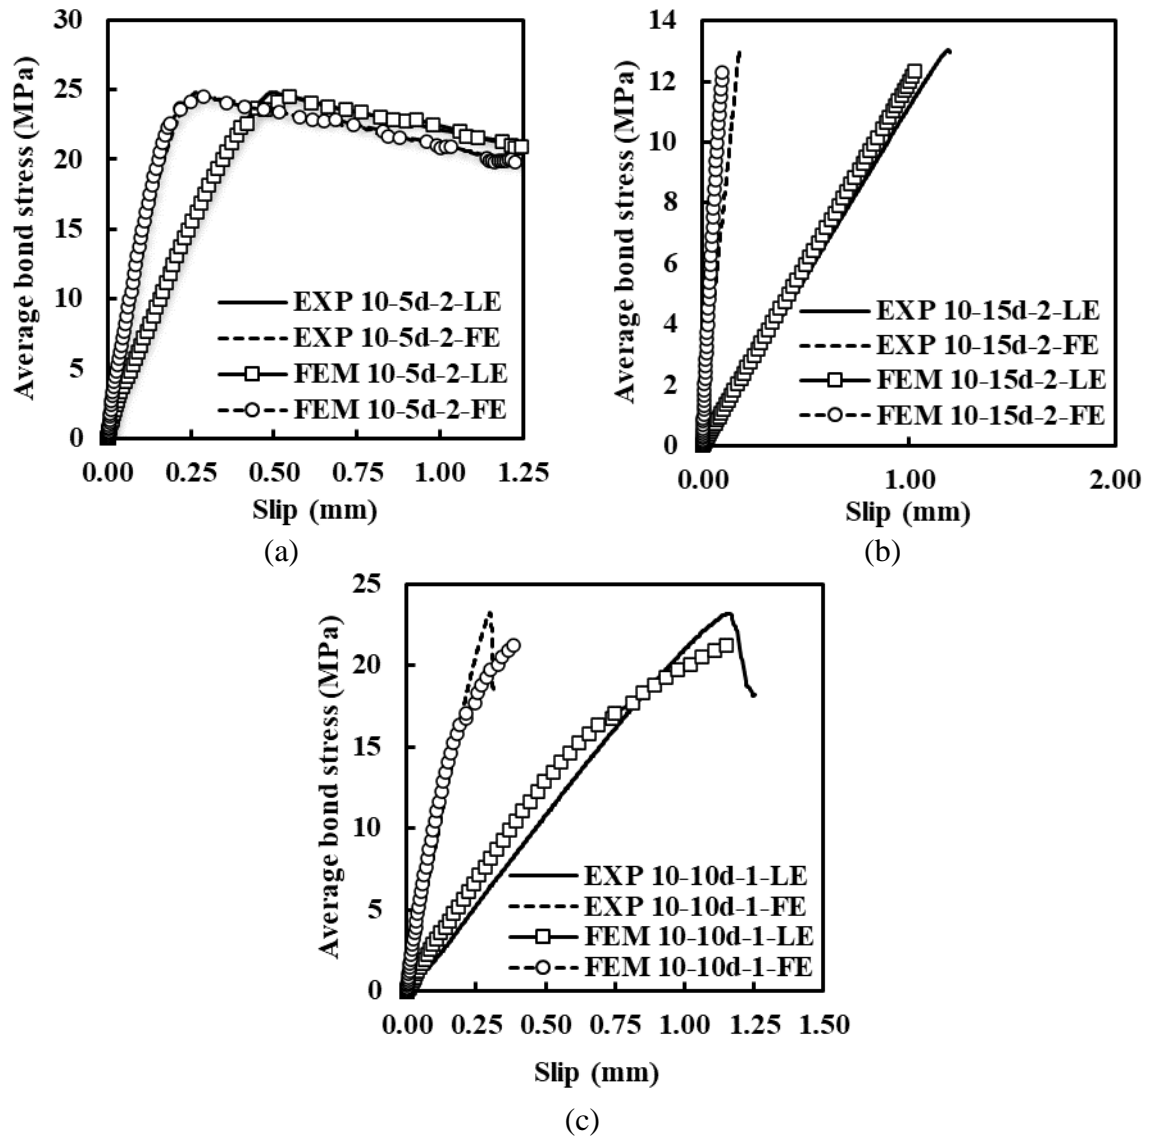 Average bond stress (MPa)
30
25
20
15
10
5
0
EXP 10-5d-2-LE
EXP 10-5d-2-FE
FEM 10-5d-2-LE
FEM 10-5d-2-FE
0.00 0.25 0.50 0.75 1.00 1.25
Slip (mm)
(a)
Average bond stress (MPa)
14
12
10
8
6
4
2
0
EXP 10-15d-2-LE
EXP 10-15d-2-FE
FEM 10-15d-2-LE
FEM 10-15d-2-FE
0.00 1.00 2.00
Slip (mm)
(b)
Average bond stress (MPa)
25
20
15
10
5
0
EXP 10-10d-1-LE
EXP 10-10d-1-FE
FEM 10-10d-1-LE
FEM 10-10d-1-FE
0.00 0.25 0.50 0.75 1.00 1.25 1.50
Slip (mm)
(c)